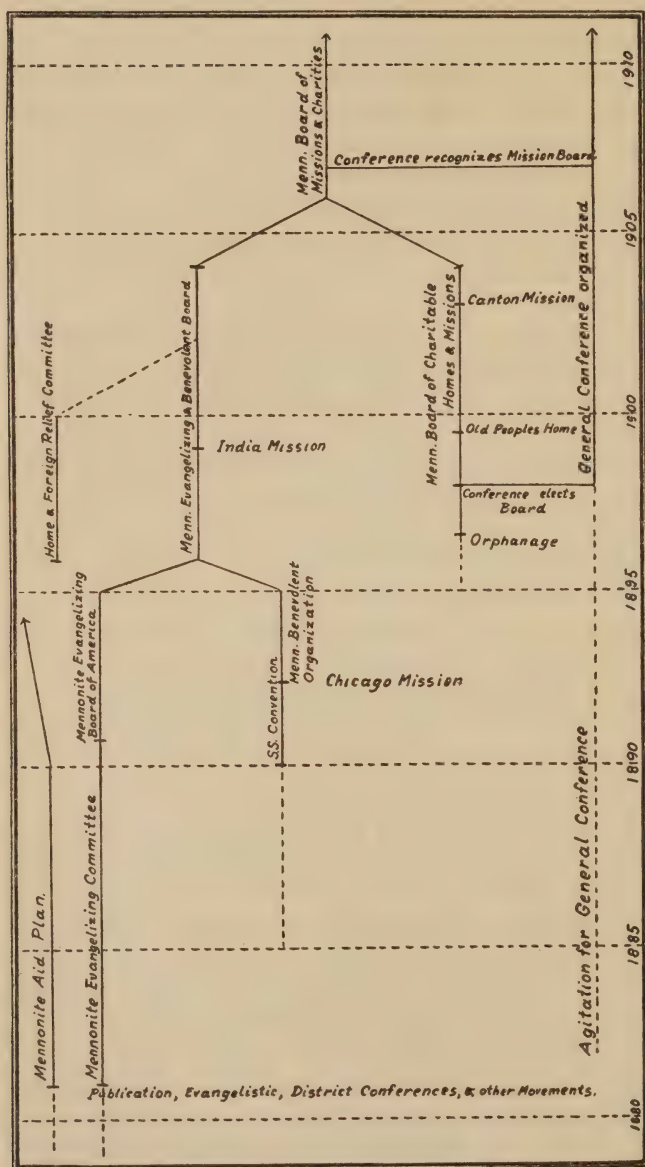 1910
Menn. Board of
Missions & Charities
Conference recognizes Mission Board
1905
Home & Foreign Relief Committee
Menn. Evangelizing & Benevolent Board
Menn. Board of Charitable
Homes & Missions
Canton Mission
General Conference organized
1900
Old Peoples Home
India Mission
Conference elects
Board
Orphanage
1895
Mennonite Evangelizing
Board of America
S.S. Convention
Menn. Benevolent
Organization
Chicago Mission
1890
Mennonite Aid Plan.
Mennonite Evangelizing Committee
Agitation for General Conference
1885
Publication, Evangelistic, District Conferences, & other Movements.
1880